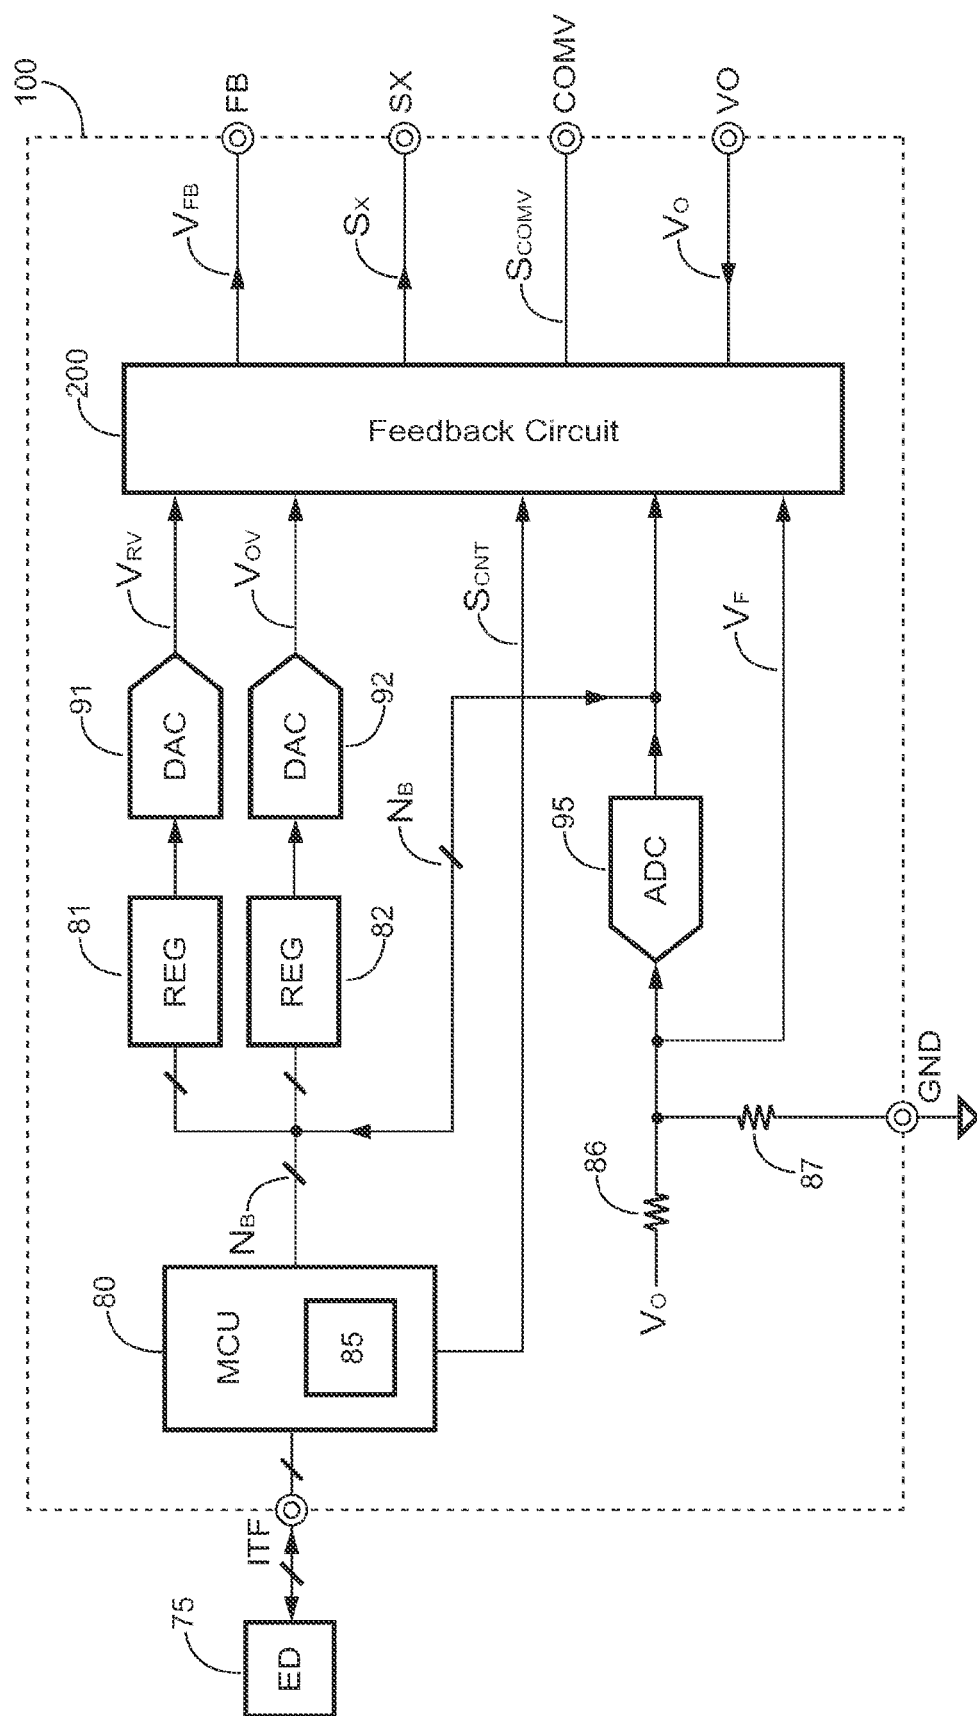 100
FB
SX
COMV
VO
VFB
SX
SCOMV
VO
200
Feedback Circuit
VRV
VOV
SCNT
VF
91
DAC
92
DAC
NB
95
ADC
81
REG
82
REG
NB
80
MCU
85
86
87
VO
GND
ITF
75
ED